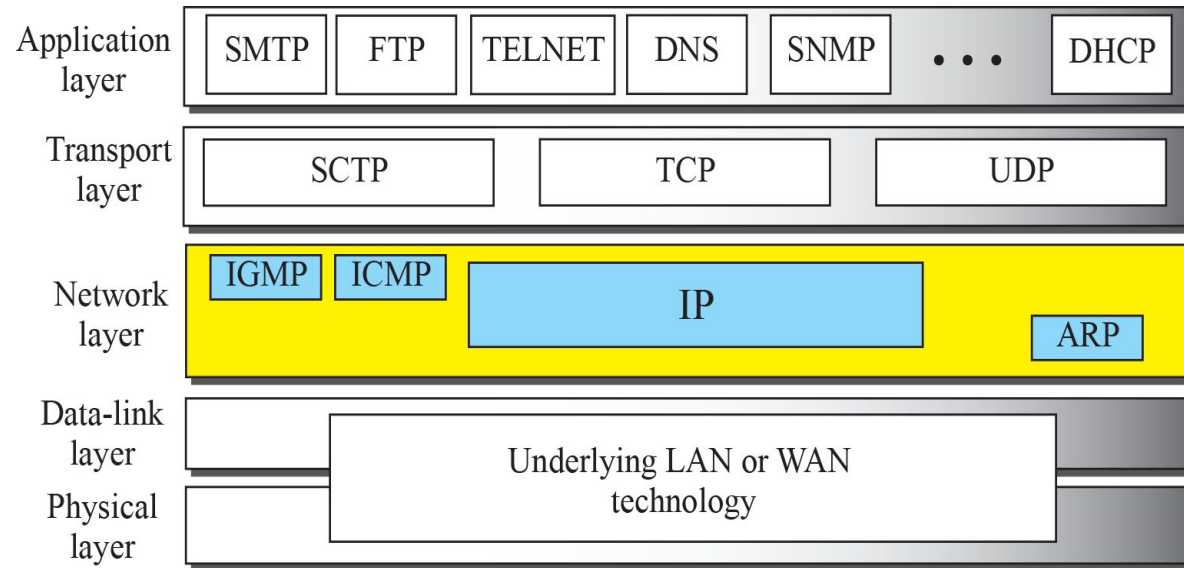 Application
layer
SMTP
FTP
TELNET
DNS
SNMP
• • •
DHCP
Transport
layer
SCTP
TCP
UDP
Network
layer
IGMP
ICMP
IP
ARP
Data-link
layer
Underlying LAN or WAN
technology
Physical
layer